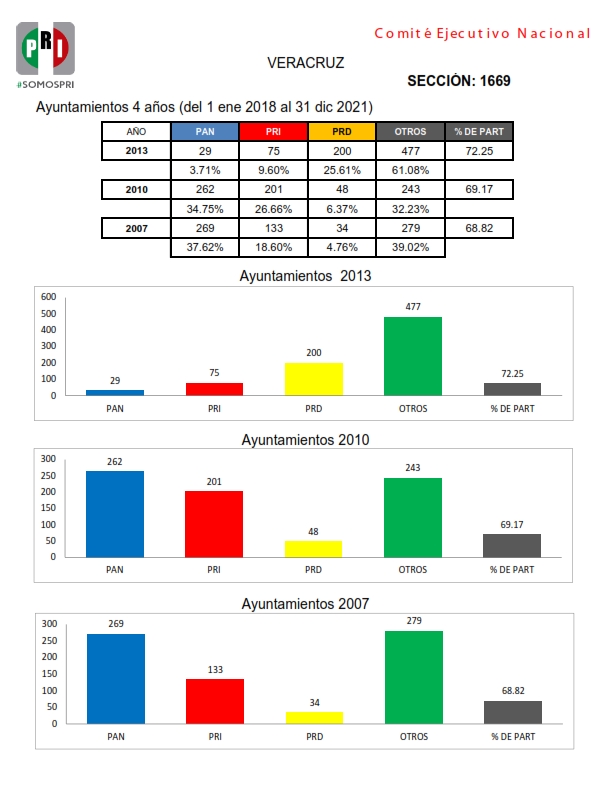 Comité Ejecutivo Nacional
PRI
#SOMOSPRI
VERACRUZ
SECCIÓN: 1669
Ayuntamientos 4 años (del 1 ene 2018 al 31 dic 2021)
AÑO PAN PRI PRD OTROS % DE PART
2013 29 75 200 477 72.25
3.71% 9.60% 25.61% 61.08%
2010 262 201 48 243 69.17
34.75% 26.66% 6.37% 32.23%
2007 269 133 34 279 68.82
37.62% 18.60% 4.76% 39.02%
Ayuntamientos 2013
600
500
400
300
200
100
0
29 75 200 477 72.25
PAN PRI PRD OTROS % DE PART
Ayuntamientos 2010
300
250
200
150
100
50
0
262 201 48 243 69.17
PAN PRI PRD OTROS % DE PART
Ayuntamientos 2007
300
250
200
150
100
50
0
269 133 34 279 68.82
PAN PRI PRD OTROS % DE PART